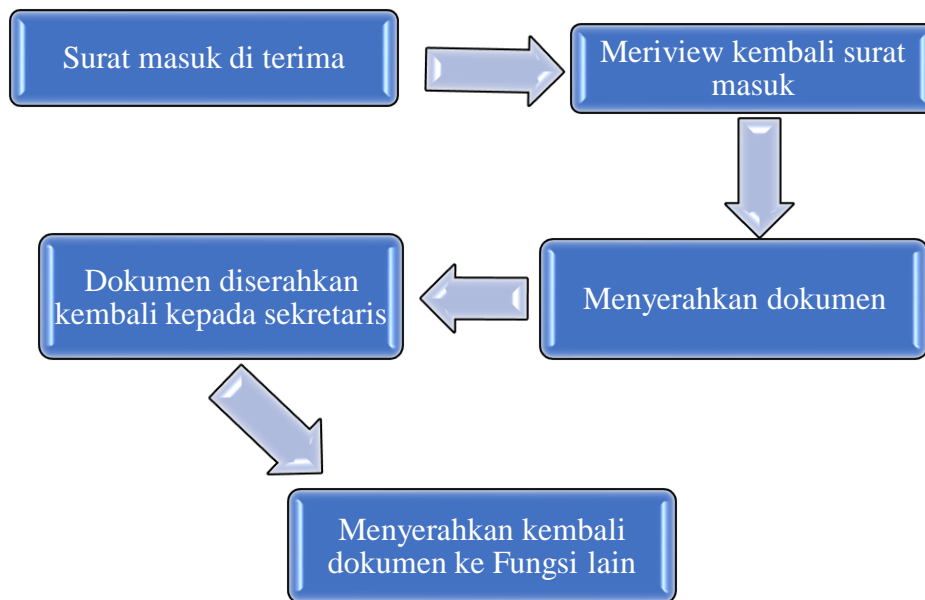 Surat masuk di terima
Meriview kembali surat
masuk
Menyerahkan dokumen
Dokumen diserahkan
kembali kepada sekretaris
Menyerahkan kembali
dokumen ke Fungsi lain